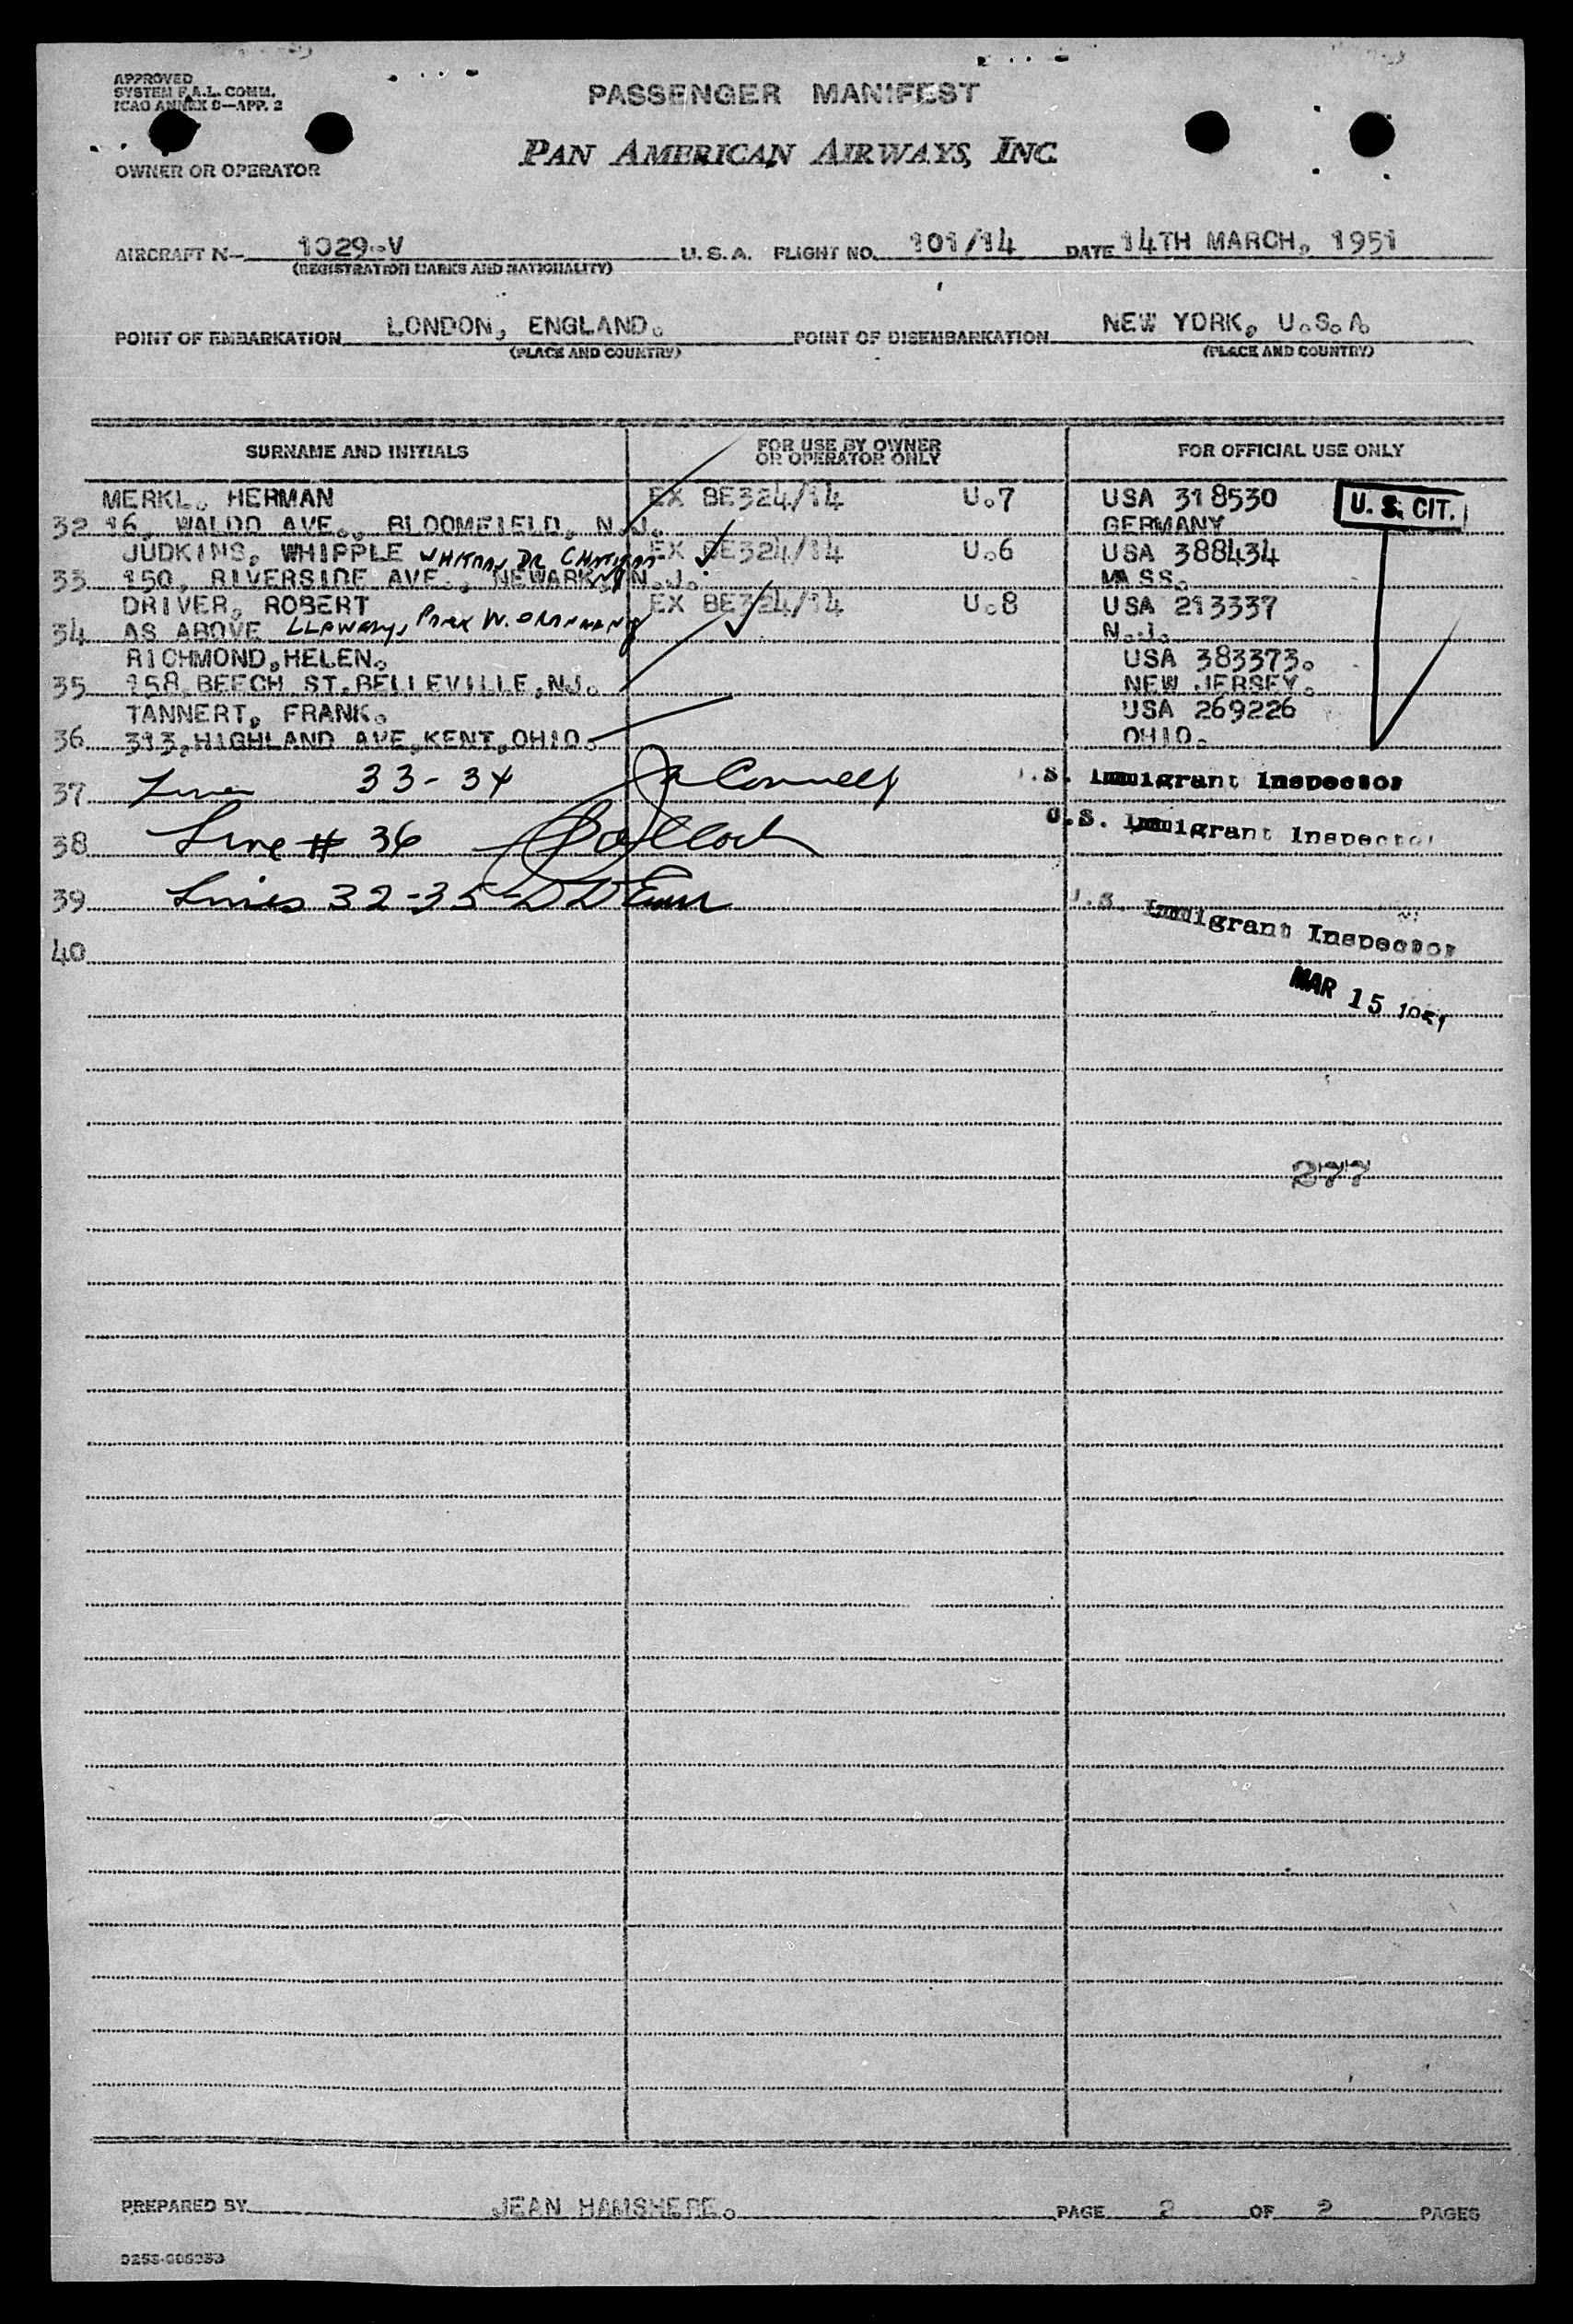 APPROVED
SYSTEM F.A.L. COMM.
ICAO ANNEX 9—APP. 2
PASSENGER MANIFEST
PAN AMERICAN AIRWAYS, INC.
OWNER OR OPERATOR
AIRCRAFT N— 1029-V U.S.A. FLIGHT NO. 101/14 DATE 14TH MARCH, 1951
(REGISTRATION MARKS AND NATIONALITY)
POINT OF EMBARKATION LONDON, ENGLAND. POINT OF DISEMBARKATION NEW YORK, U.S.A.
(PLACE AND COUNTRY) (PLACE AND COUNTRY)
SURNAME AND INITIALS FOR USE BY OWNER OR OPERATOR ONLY FOR OFFICIAL USE ONLY
MERKL. HERMAN EX BE324/14 U.7 USA 318530 U. S. CIT.
32 16, WALDO AVE., BLOOMFIELD, N.J. GERMANY
JUDKINS, WHIPPLE WHITMAN DR CHATHAM EX BE324/14 U.6 USA 388434
33 150, RIVERSIDE AVE., NEWARK, NJ N.J. MASS.
DRIVER, ROBERT EX BE324/14 U.8 USA 213337
34 AS ABOVE PARK W. ORANGE NJ N.J.
RICHMOND,HELEN. USA 383373.
35 158,BEECH ST.BELLEVILLE,NJ. NEW JERSEY.
TANNERT, FRANK. USA 269226
36 313,HIGHLAND AVE,KENT,OHIO. OHIO.
37 Lines 33-34 U.S. Immigrant Inspector
38 Line # 36 U.S. Immigrant Inspector
39 Lines 32-35 U.S. Immigrant Inspector
40
MAR 15 1951
277
PREPARED BY JEAN HAMSHERE. PAGE 2 OF 2 PAGES